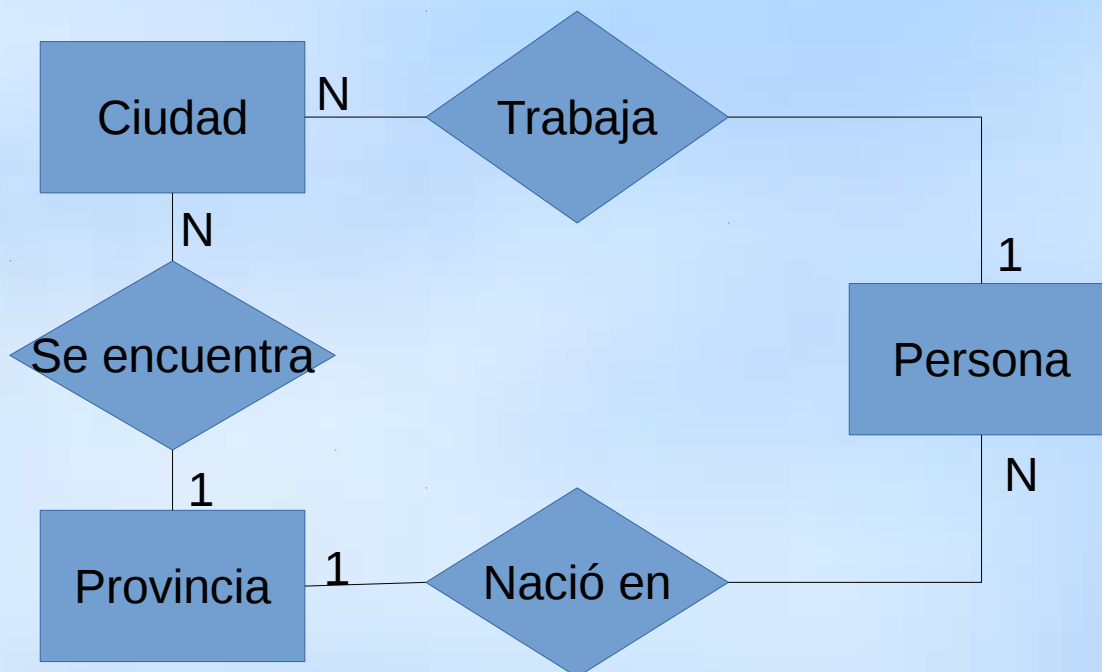 Ciudad
N
Trabaja
N
1
Se encuentra
Persona
1
N
Provincia
1
Nació en